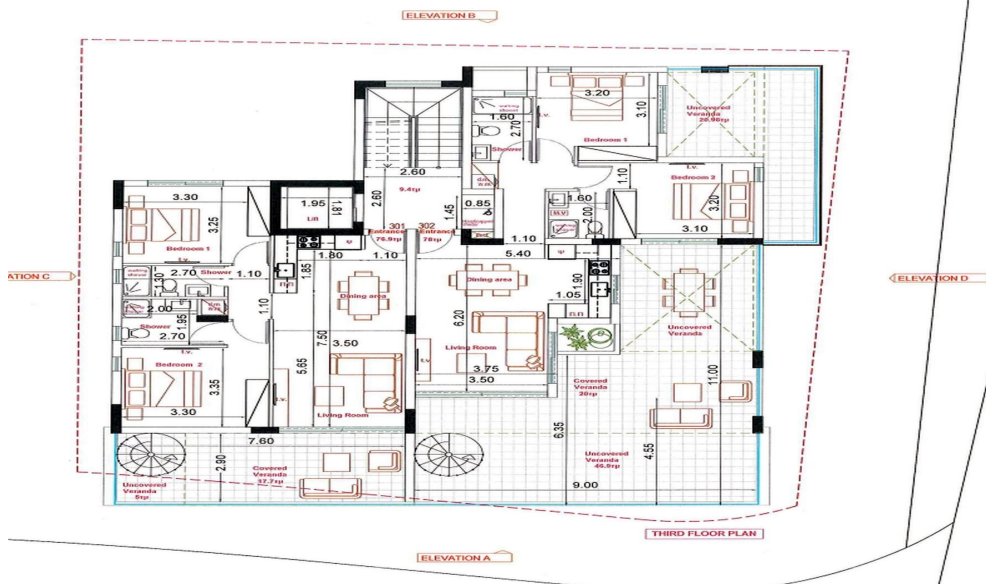 ELEVATION B
3.20
3.10
t.v.
Bedroom 1
Uncovered
Veranda
1.60
2.70
Shower
2.60
9.4τμ
2.60
1.45
0.85
1.10
t.v.
Bedroom 2
3.20
3.10
1.60
2.00
3.30
3.25
Bedroom 1
t.v.
1.95
1.81
Lift
301
302
Entrance
76.9τμ
Entrance
78τμ
1.80
1.10
1.10
5.40
ATION C
ELEVATION D
2.70
Shower
1.10
1.30
1.85
π.π
Dining area
Dining area
1.90
1.05
π.π
2.00
1.95
Shower
2.70
1.10
7.50
3.50
6.20
Uncovered
Veranda
t.v.
Bedroom 2
3.35
3.30
5.65
t.v.
Living Room
Living Room
t.v.
3.75
3.50
Covered
Veranda
20τμ
11.00
7.60
2.90
Covered
Veranda
17.7τμ
Uncovered
Veranda
5τμ
6.35
4.55
Uncovered
Veranda
9.00
THIRD FLOOR PLAN
ELEVATION A